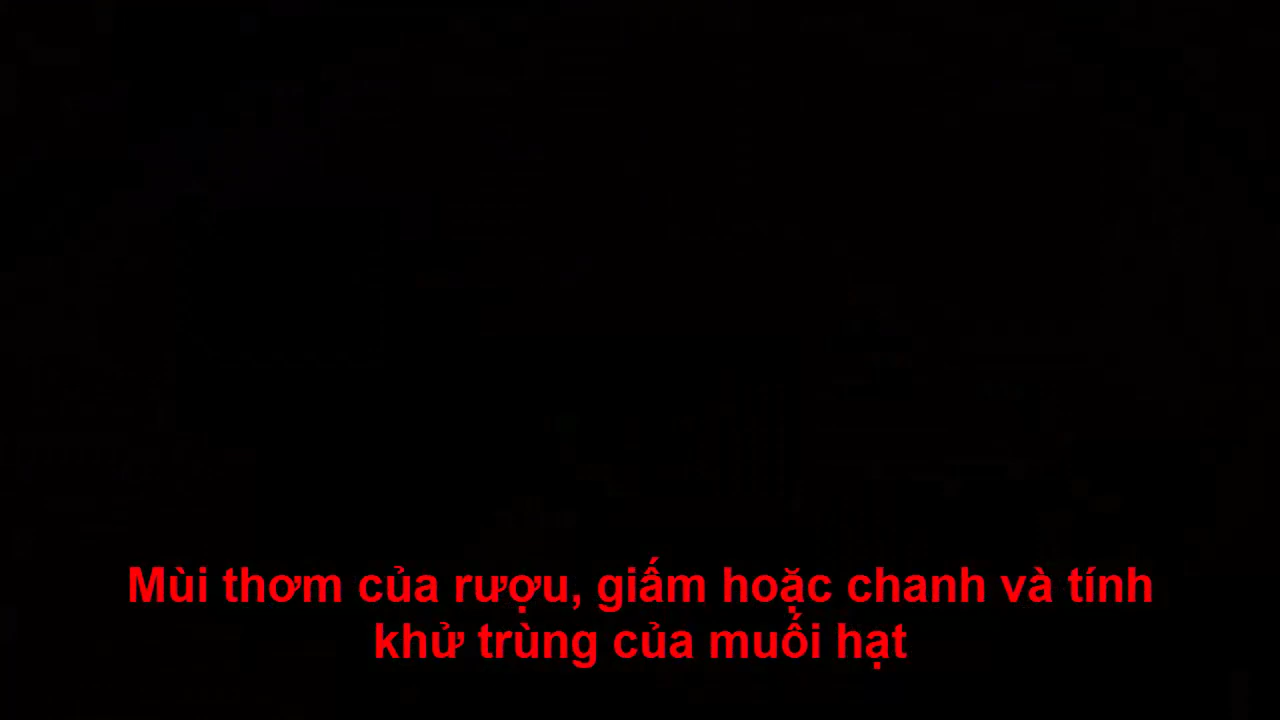 Mùi thơm của rượu, giấm hoặc chanh và tính
khử trùng của muối hạt